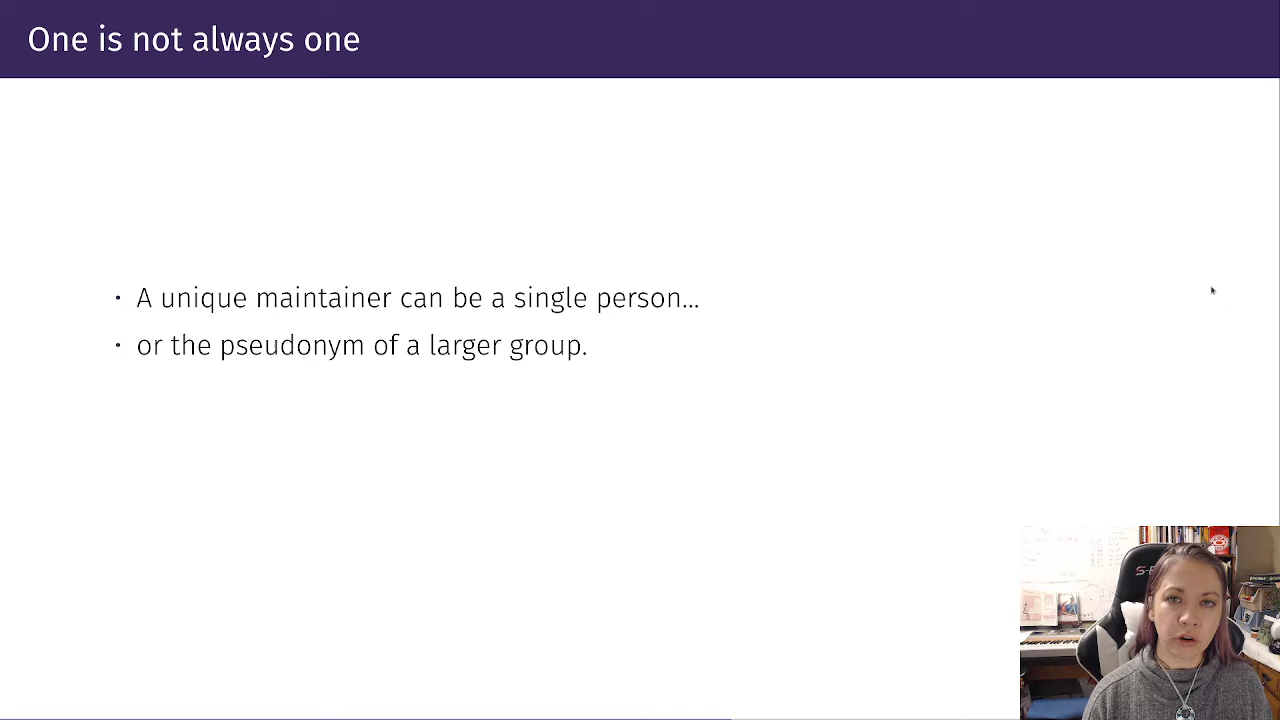 One is not always one
• A unique maintainer can be a single person...
• or the pseudonym of a larger group.